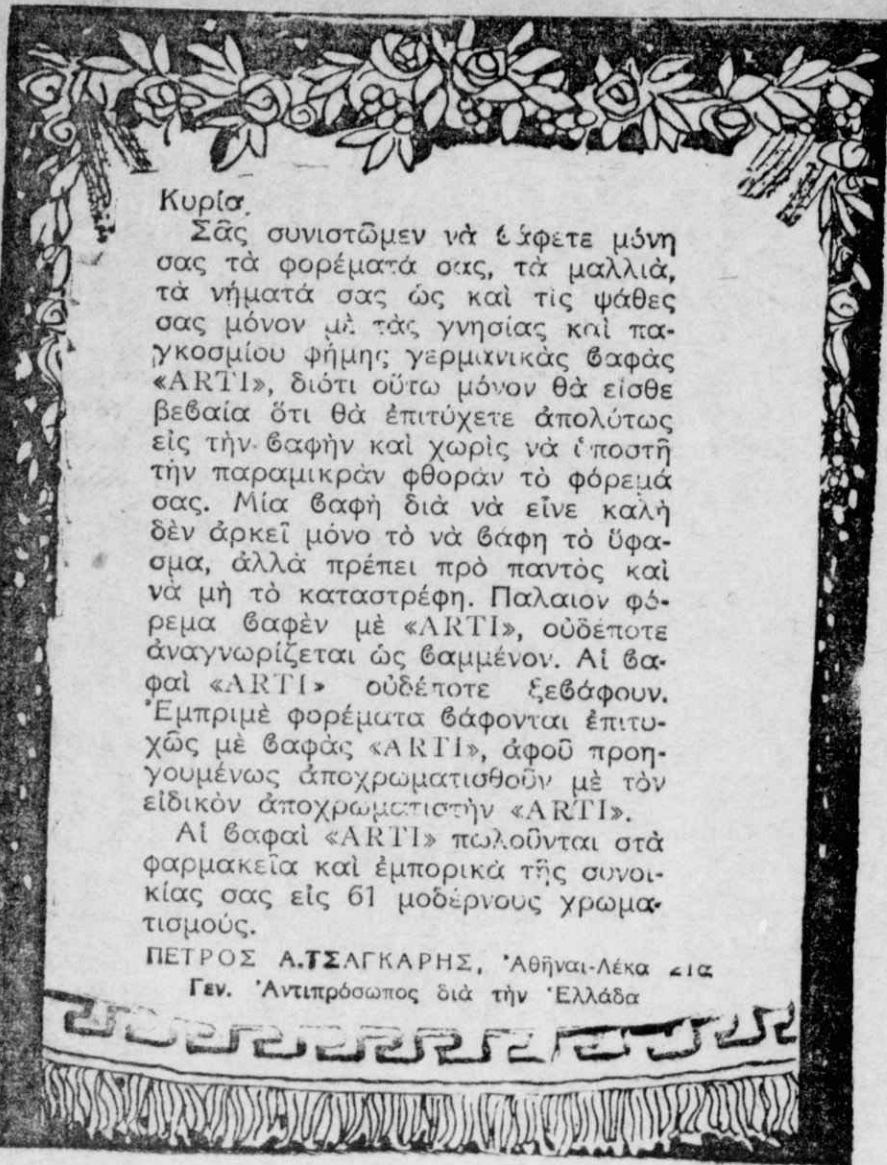 Κυρία,
Σᾶς συνιστῶμεν νὰ βάφετε μόνη
σας τὰ φορέματά σας, τὰ μαλλιὰ,
τὰ νήματά σας ὡς καὶ τὶς ψάθες
σας μόνον μὲ τὰς γνησίας καὶ πα-
γκοσμίου φήμης γερμανικὰς βαφὰς
«ARTI», διότι οὕτω μόνον θὰ εἶσθε
βεβαία ὅτι θὰ ἐπιτύχετε ἀπολύτως
εἰς τὴν βαφὴν καὶ χωρὶς νὰ ὑποστῆ
τὴν παραμικρὰν φθορὰν τὸ φόρεμά
σας. Μία βαφὴ διὰ νὰ εἶνε καλὴ
δὲν ἀρκεῖ μόνο τὸ νὰ βάφη τὸ ὕφα-
σμα, ἀλλὰ πρέπει πρὸ παντὸς καὶ
νὰ μὴ τὸ καταστρέφη. Παλαιον φό-
ρεμα βαφὲν μὲ «ARTI», οὐδέποτε
ἀναγνωρίζεται ὡς βαμμένον. Αἱ βα-
φαὶ «ARTI» οὐδέποτε ξεβάφουν.
Ἐμπριμὲ φορέματα βάφονται ἐπιτυ-
χῶς μὲ βαφὰς «ARTI», ἀφοῦ προη-
γουμένως ἀποχρωματισθοῦν μὲ τὸν
εἰδικὸν ἀποχρωματιστὴν «ARTI».
Αἱ βαφαὶ «ARTI» πωλοῦνται στὰ
φαρμακεῖα καὶ ἐμπορικὰ τῆς συνοι-
κίας σας εἰς 61 μοδέρνους χρωμα-
τισμούς.
ΠΕΤΡΟΣ Α. ΤΣΑΓΚΑΡΗΣ, Ἀθῆναι-Λέκα
Γεν. Ἀντιπρόσωπος διὰ τὴν Ἑλλάδα